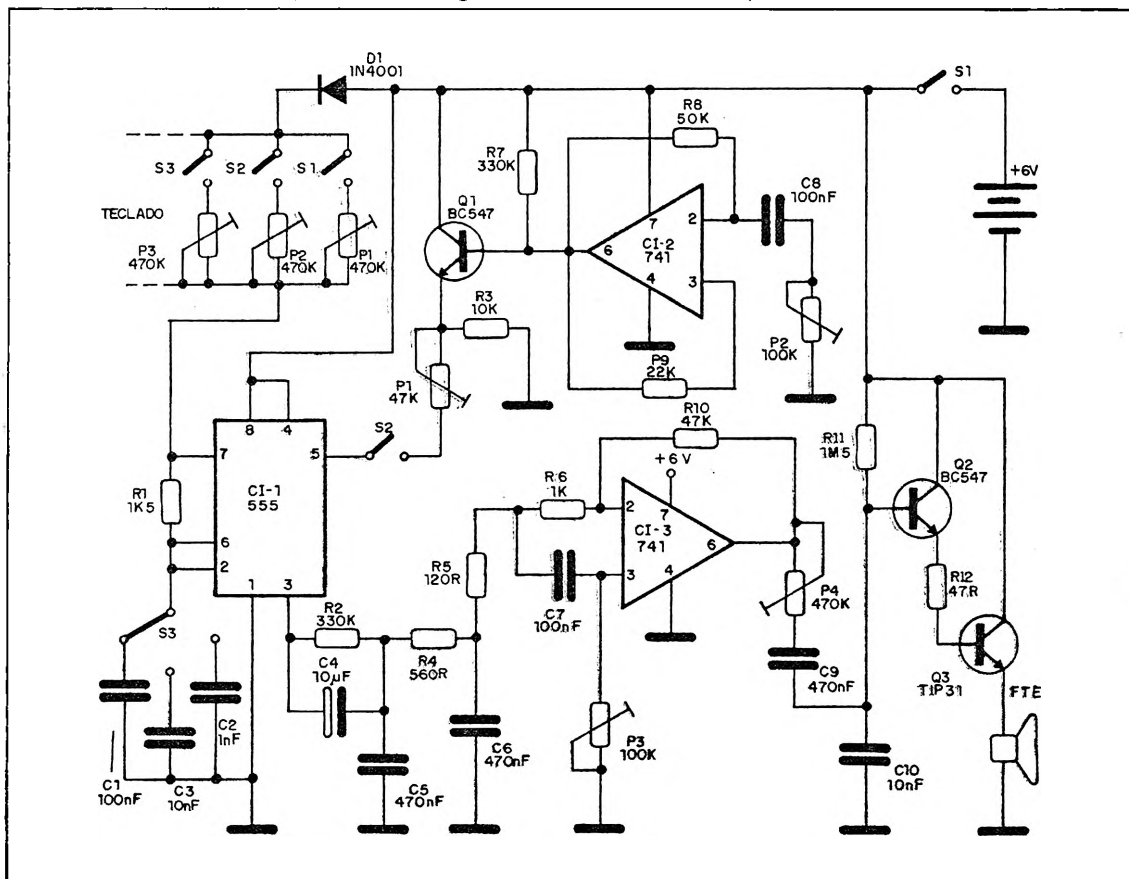 D1
1N4001
S1
+6V
R8
50K
R7
330K
C8
100nF
S3
S2
S1
Q1
BC547
TECLADO
P3
470K
P2
470K
P1
470K
2
7
6
CI-2
741
3
4
R3
10K
P2
100K
P9
22K
P1
47K
R10
47K
8
4
7
5
S2
R11
1M5
Q2
BC547
+6V
R1
1K5
CI-1
555
R6
1K
2
7
CI-3
741
6
6
2
3
4
R5
120R
R12
47R
1
3
C7
100nF
P4
470K
S3
R2
330K
R4
560R
Q3
TIP31
FTE
C4
10µF
C9
470nF
C2
1nF
P3
100K
C6
470nF
C10
10nF
C1
100nF
C3
10nF
C5
470nF